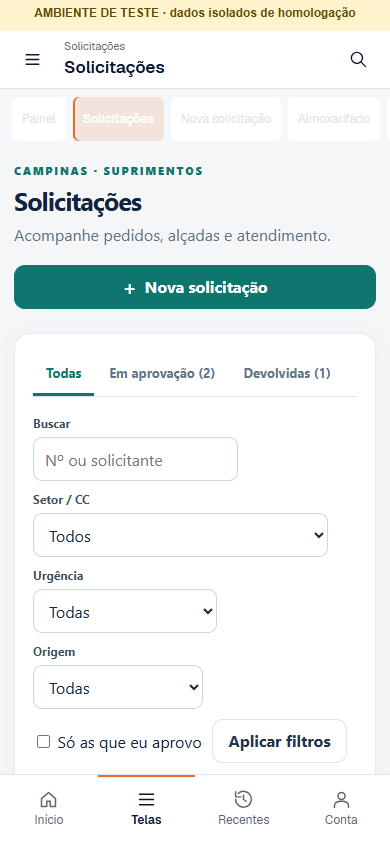 AMBIENTE DE TESTE · dados isolados de homologação
Solicitações
Solicitações
Painel Solicitações Nova solicitação Almoxarifado
CAMPINAS · SUPRIMENTOS
Solicitações
Acompanhe pedidos, alçadas e atendimento.
+ Nova solicitação
Todas Em aprovação (2) Devolvidas (1)
Buscar
Nº ou solicitante
Setor / CC
Todos
Urgência
Todas
Origem
Todas
Só as que eu aprovo Aplicar filtros
Início Telas Recentes Conta